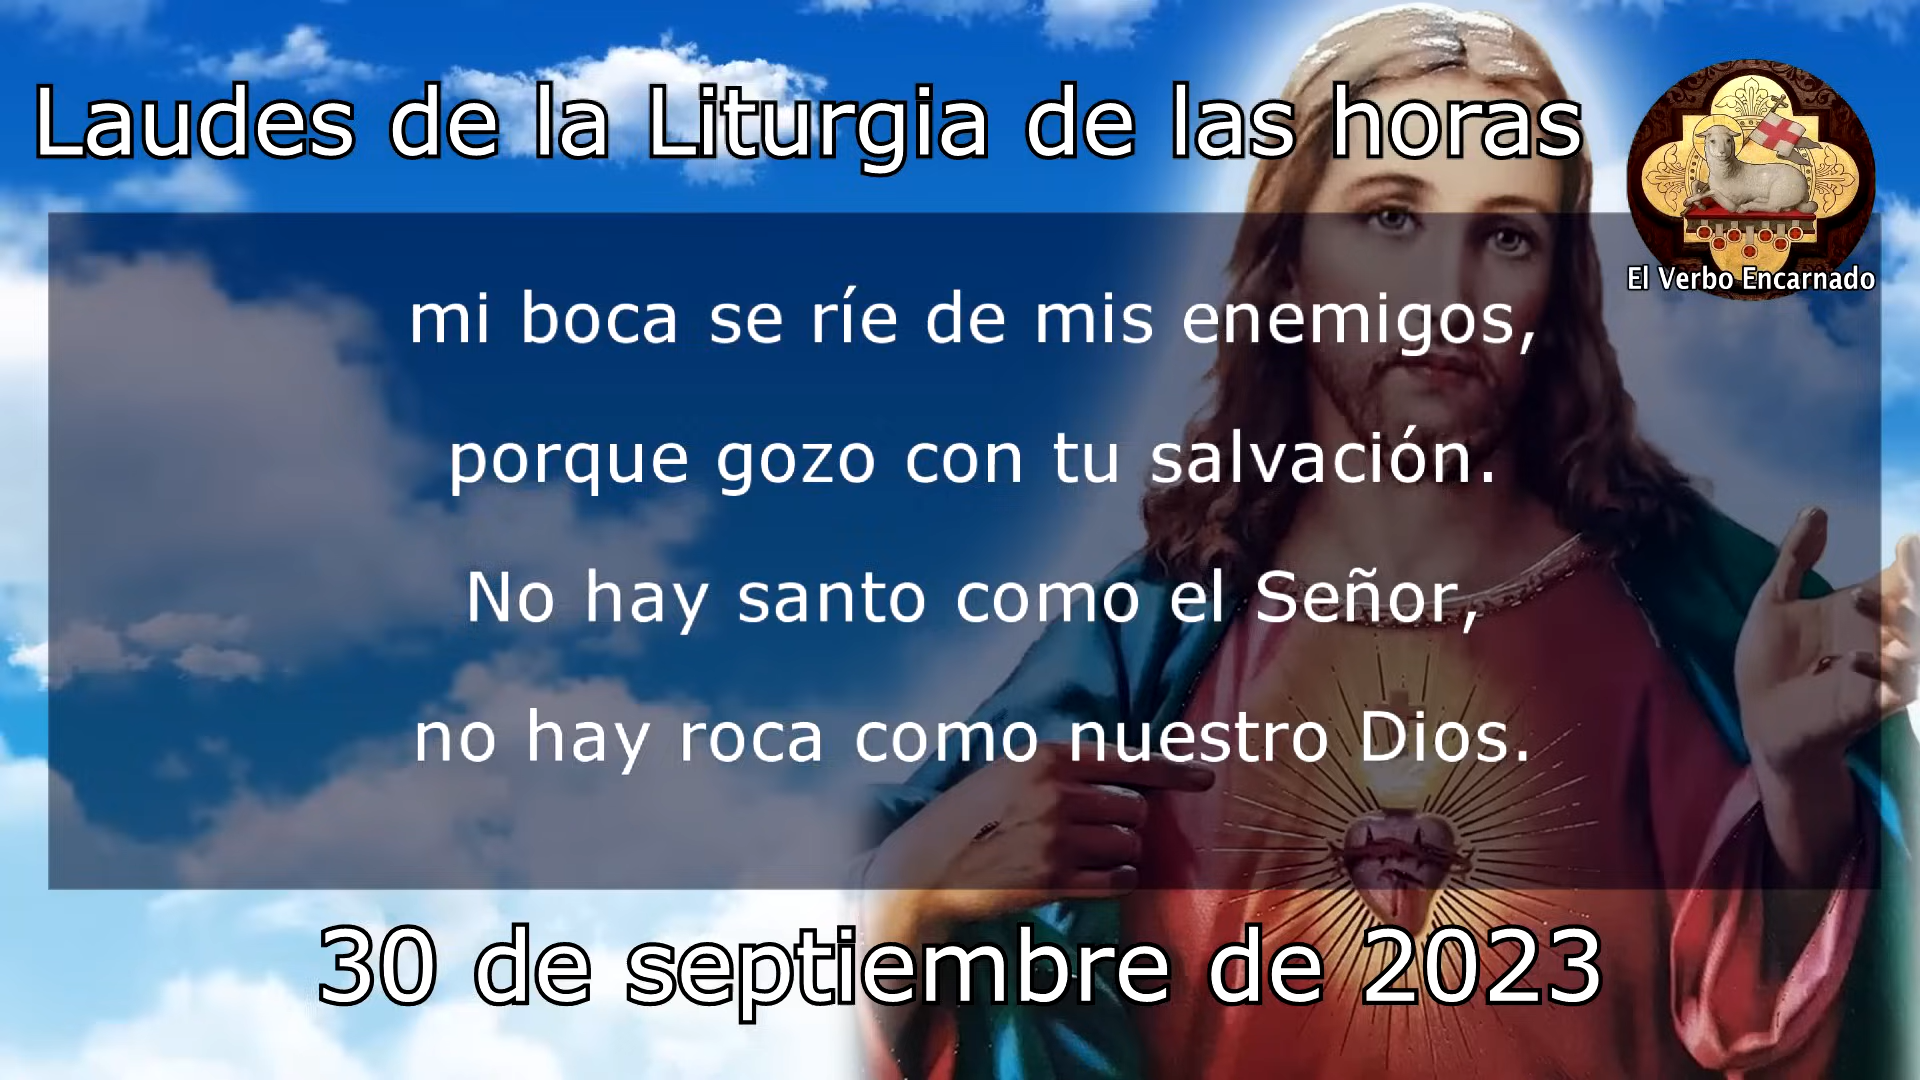 Laudes de la Liturgia de las horas
El Verbo Encarnado
mi boca se ríe de mis enemigos,
porque gozo con tu salvación.
No hay santo como el Señor,
no hay roca como nuestro Dios.
30 de septiembre de 2023